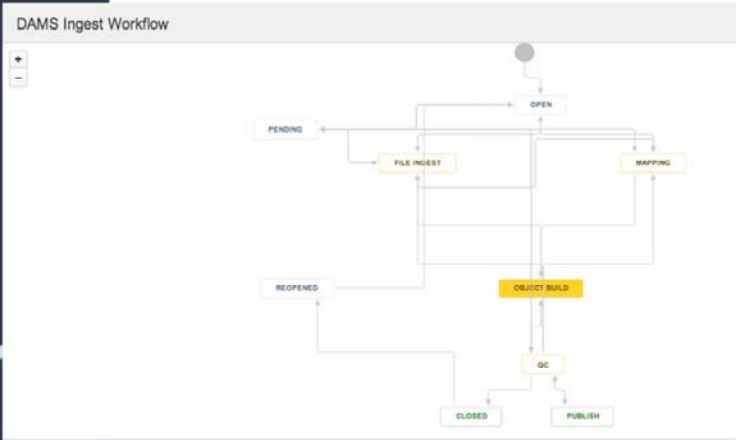 DAMS Ingest Workflow
+
−
OPEN
PENDING
FILE INGEST
MAPPING
REOPENED
OBJECT BUILD
QC
CLOSED
PUBLISH